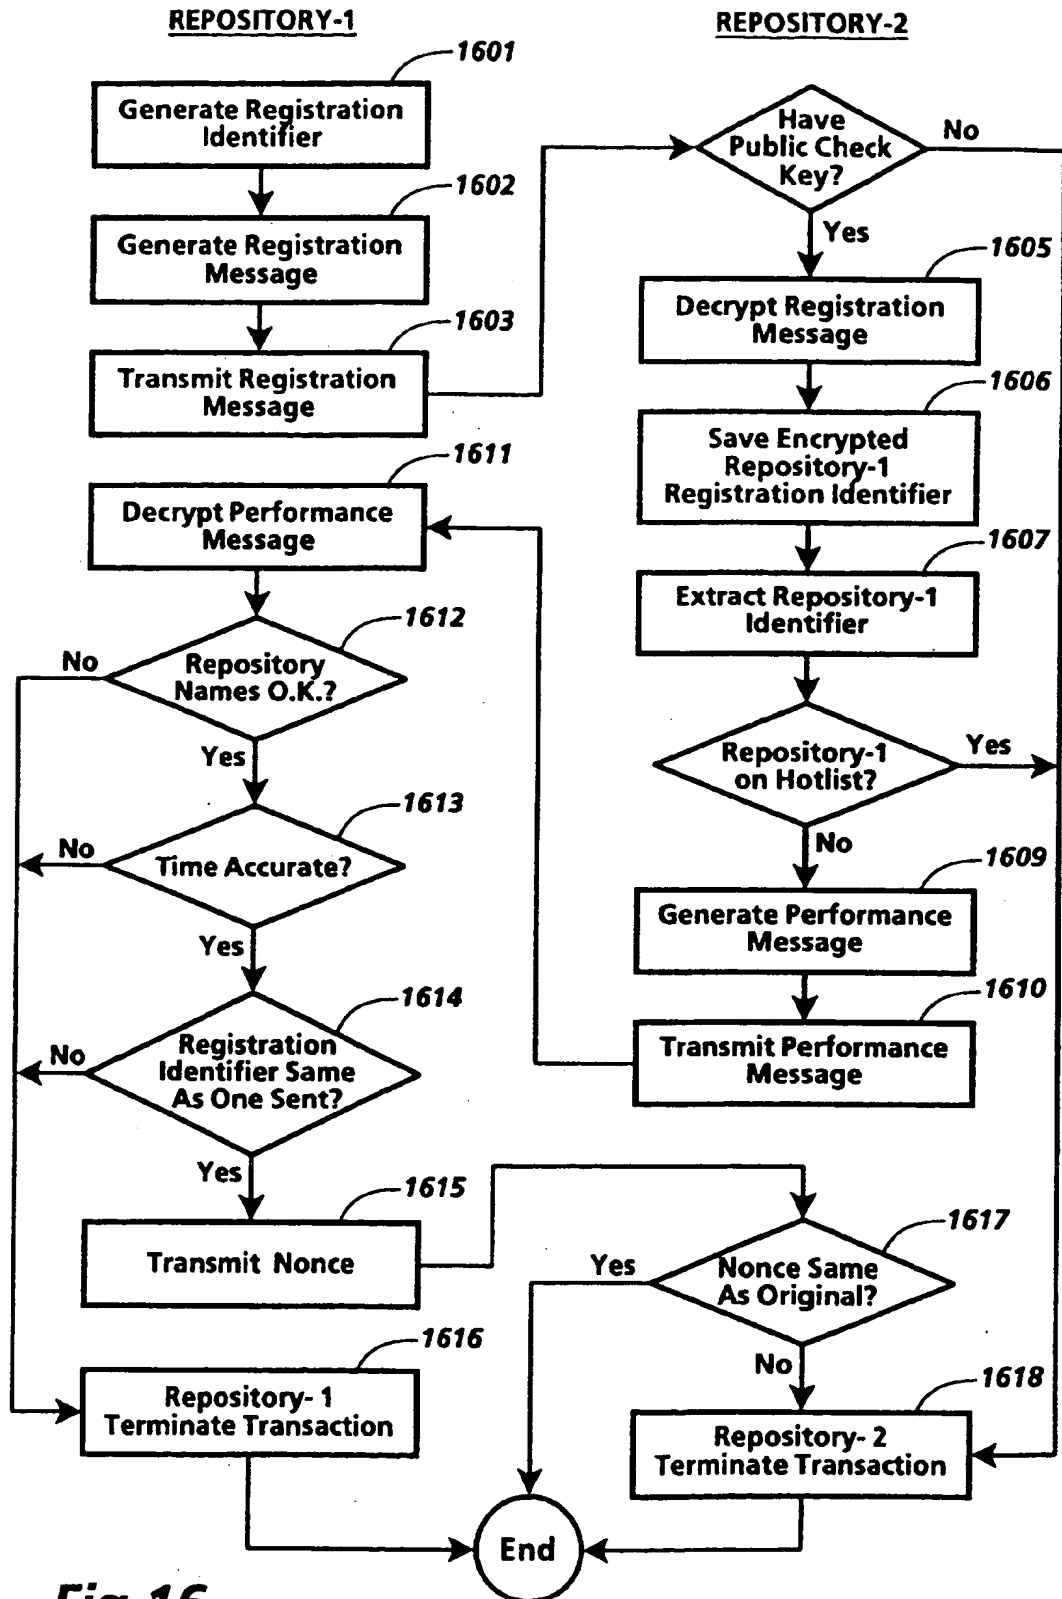 REPOSITORY-1
REPOSITORY-2
1601
Generate Registration
Identifier
1602
Generate Registration
Message
1603
Transmit Registration
Message
Have
Public Check
Key?
No
Yes
1605
Decrypt Registration
Message
1606
Save Encrypted
Repository-1
Registration Identifier
1607
Extract Repository-1
Identifier
Repository-1
on Hotlist?
Yes
No
1609
Generate Performance
Message
1610
Transmit Performance
Message
1611
Decrypt Performance
Message
1612
Repository
Names O.K.?
No
Yes
1613
Time Accurate?
No
Yes
1614
Registration
Identifier Same
As One Sent?
No
Yes
1615
Transmit Nonce
1617
Nonce Same
As Original?
Yes
No
1616
Repository- 1
Terminate Transaction
1618
Repository- 2
Terminate Transaction
End
Fig. 16